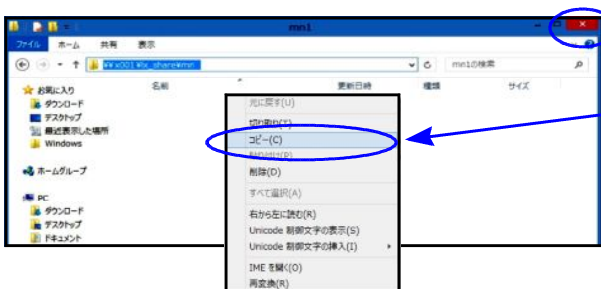 mn1
ファイル ホーム 共有 表示
mn1の検索
名前 更新日時 種類 サイズ
お気に入り
ダウンロード
デスクトップ
最近表示した場所
Windows
ホームグループ
PC
ダウンロード
デスクトップ
ドキュメント
元に戻す(U)
切り取り(T)
コピー(C)
貼り付け(P)
削除(D)
すべて選択(A)
右から左に読む(R)
Unicode 制御文字の表示(S)
Unicode 制御文字の挿入(I)
IME を開く(O)
再変換(R)